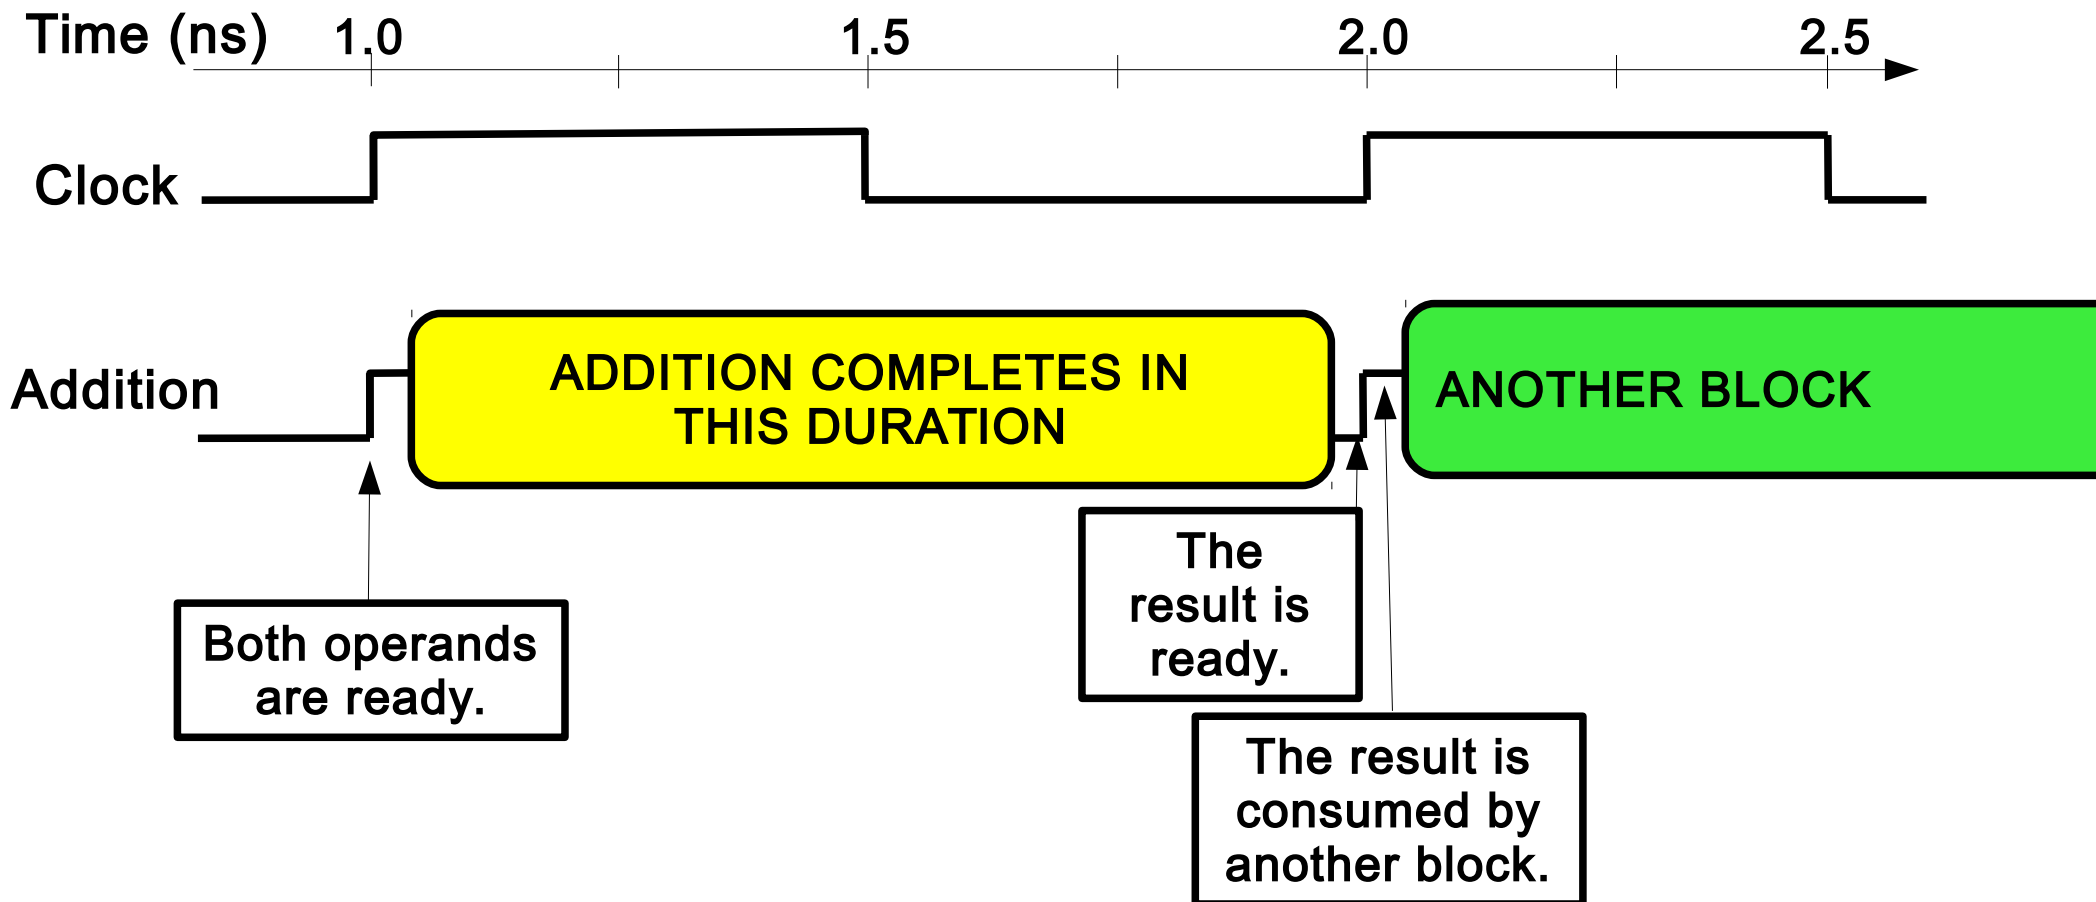 Time (ns) 1.0 1.5 2.0 2.5
Clock
Addition
ADDITION COMPLETES IN
THIS DURATION
ANOTHER BLOCK
Both operands
are ready.
The
result is
ready.
The result is
consumed by
another block.